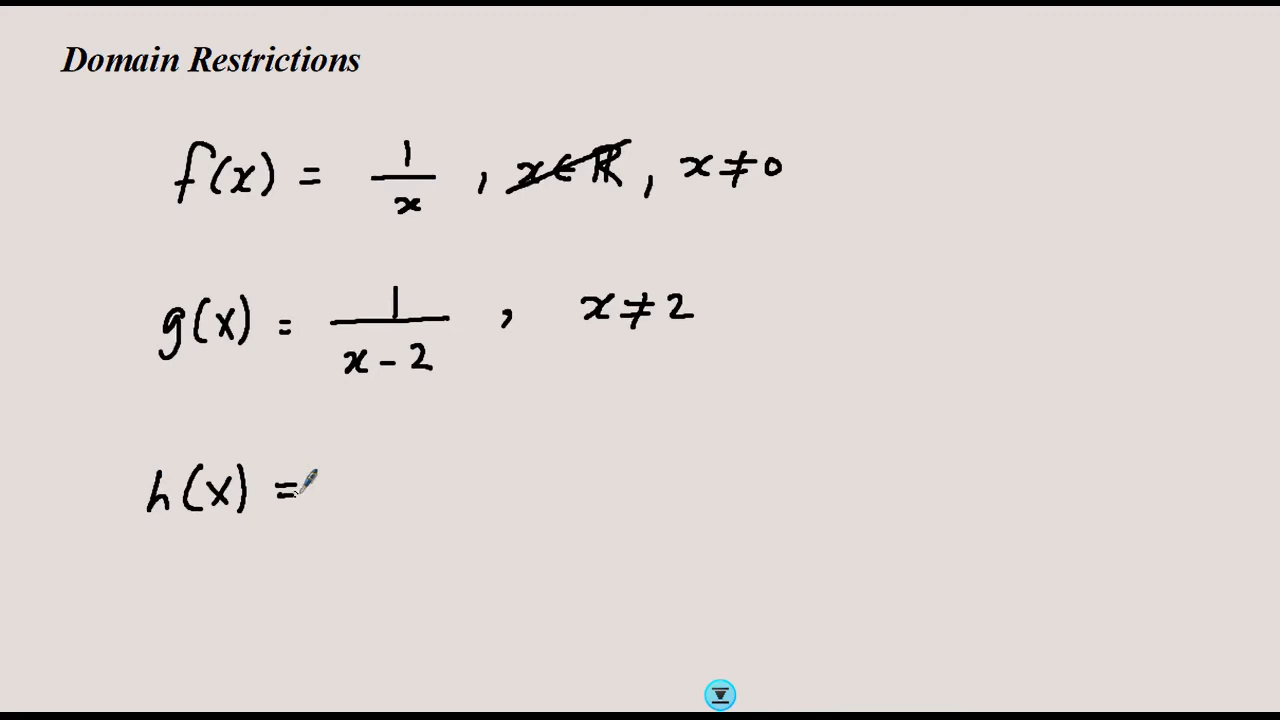 Domain Restrictions
f(x) = 1/x , x∈ℝ , x≠0
g(x) = 1/(x-2) , x≠2
h(x) =